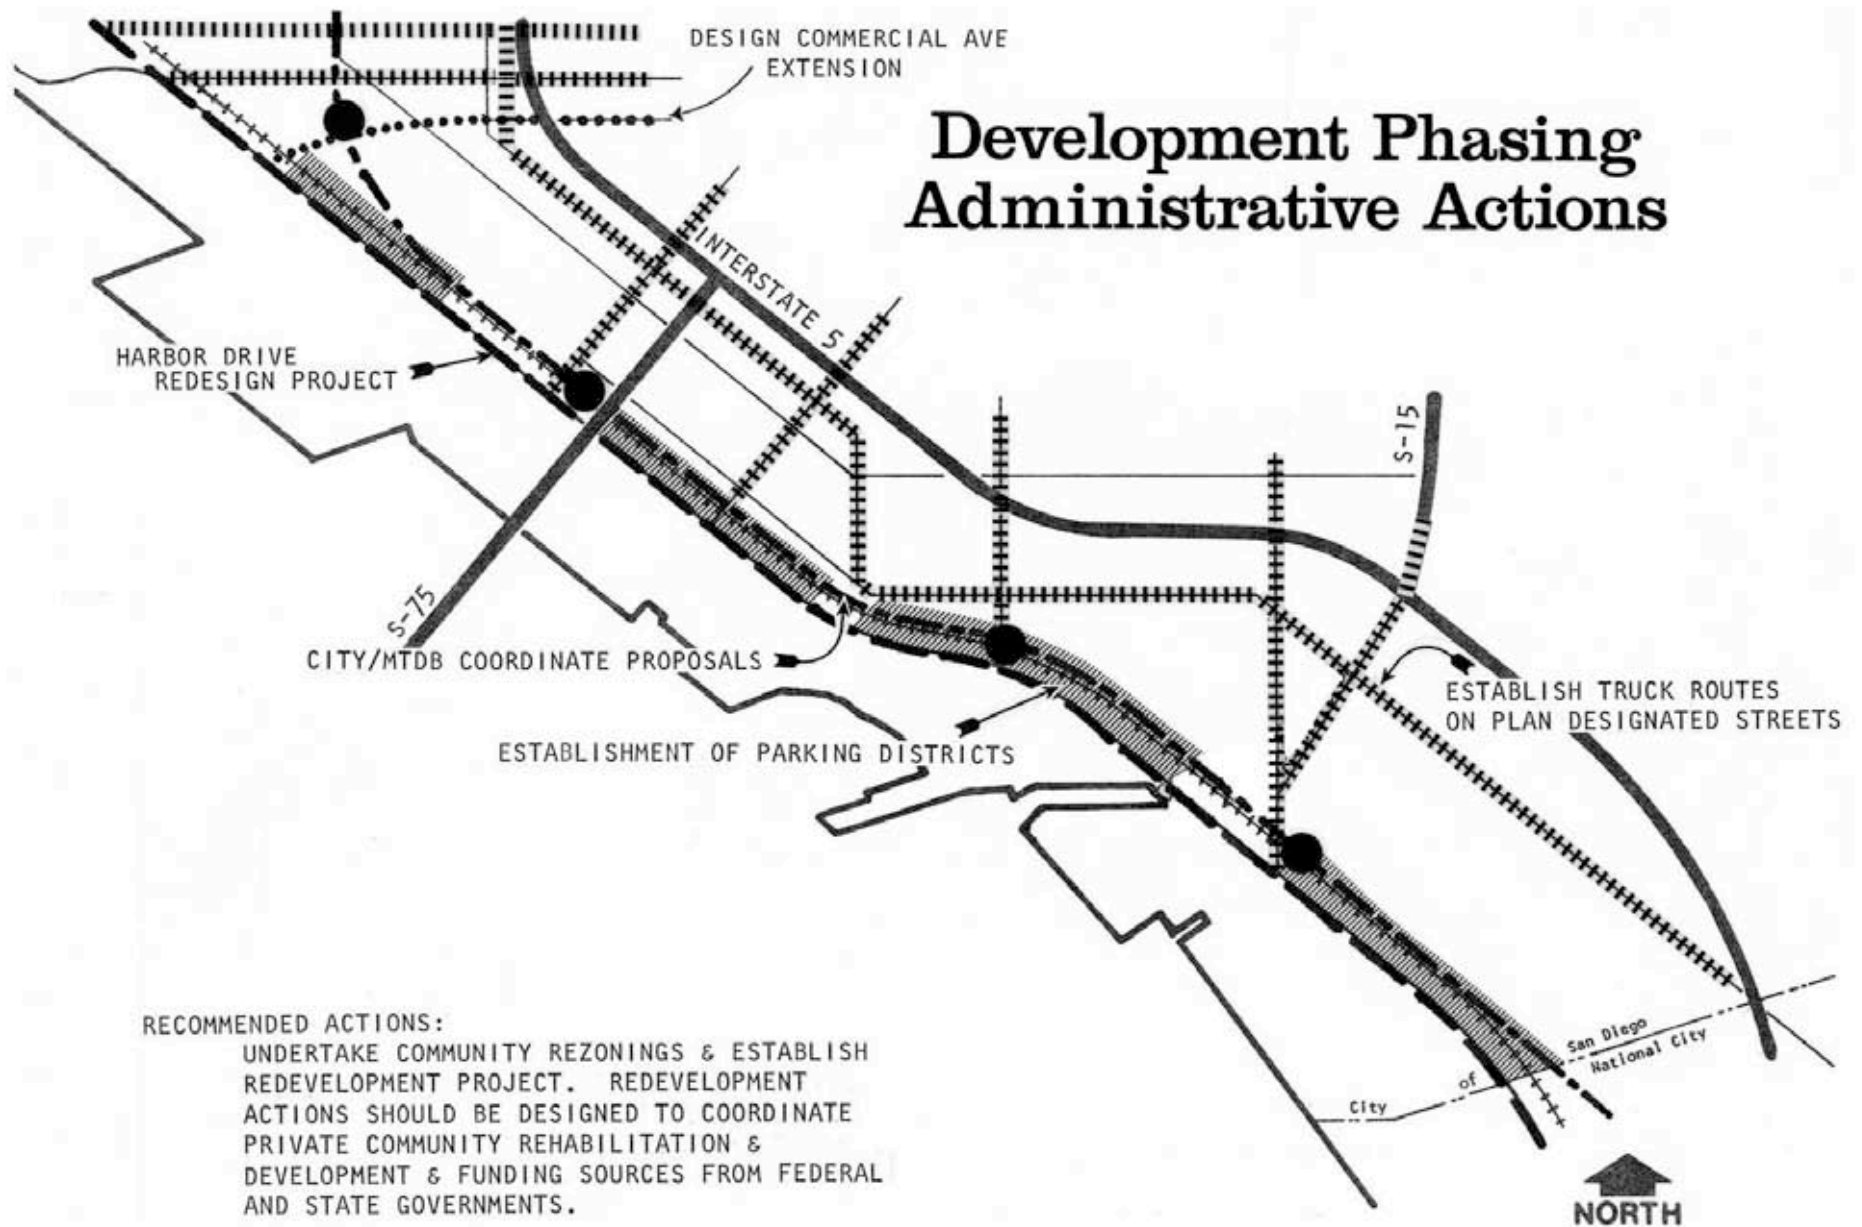 DESIGN COMMERCIAL AVE
EXTENSION
Development Phasing
Administrative Actions
INTERSTATE 5
HARBOR DRIVE
REDESIGN PROJECT
S-15
S-75
CITY/MTDB COORDINATE PROPOSALS
ESTABLISH TRUCK ROUTES
ON PLAN DESIGNATED STREETS
ESTABLISHMENT OF PARKING DISTRICTS
RECOMMENDED ACTIONS:
UNDERTAKE COMMUNITY REZONINGS & ESTABLISH
REDEVELOPMENT PROJECT. REDEVELOPMENT
ACTIONS SHOULD BE DESIGNED TO COORDINATE
PRIVATE COMMUNITY REHABILITATION &
DEVELOPMENT & FUNDING SOURCES FROM FEDERAL
AND STATE GOVERNMENTS.
San Diego
City of National City
NORTH